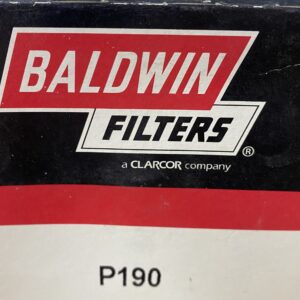 BALDWIN
FILTERS®
a CLARCOR company
P190